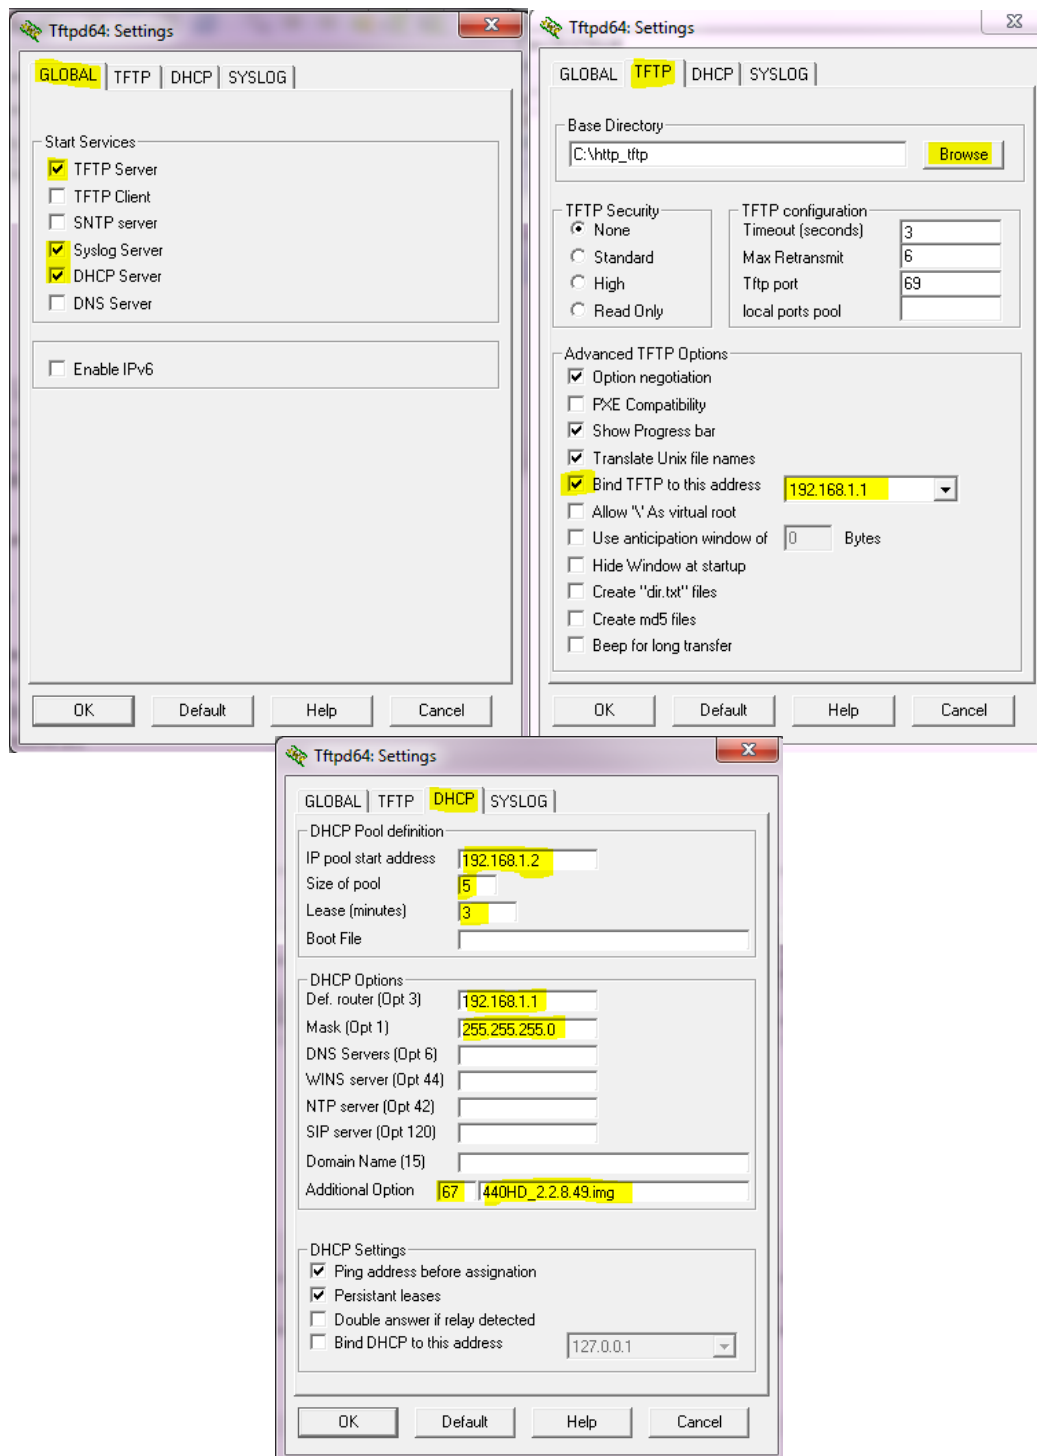 Tftpd64: Settings
GLOBAL TFTP DHCP SYSLOG
Start Services
TFTP Server
TFTP Client
SNTP server
Syslog Server
DHCP Server
DNS Server
Enable IPv6
OK Default Help Cancel
Tftpd64: Settings
GLOBAL TFTP DHCP SYSLOG
Base Directory
C:\http_tftp Browse
TFTP Security
None
Standard
High
Read Only
TFTP configuration
Timeout (seconds) 3
Max Retransmit 6
Tftp port 69
local ports pool
Advanced TFTP Options
Option negotiation
PXE Compatibility
Show Progress bar
Translate Unix file names
Bind TFTP to this address 192.168.1.1
Allow '\' As virtual root
Use anticipation window of 0 Bytes
Hide Window at startup
Create "dir.txt" files
Create md5 files
Beep for long transfer
OK Default Help Cancel
Tftpd64: Settings
GLOBAL TFTP DHCP SYSLOG
DHCP Pool definition
IP pool start address 192.168.1.2
Size of pool 5
Lease (minutes) 3
Boot File
DHCP Options
Def. router (Opt 3) 192.168.1.1
Mask (Opt 1) 255.255.255.0
DNS Servers (Opt 6)
WINS server (Opt 44)
NTP server (Opt 42)
SIP server (Opt 120)
Domain Name (15)
Additional Option 67 440HD_2.2.8.49.img
DHCP Settings
Ping address before assignation
Persistant leases
Double answer if relay detected
Bind DHCP to this address 127.0.0.1
OK Default Help Cancel